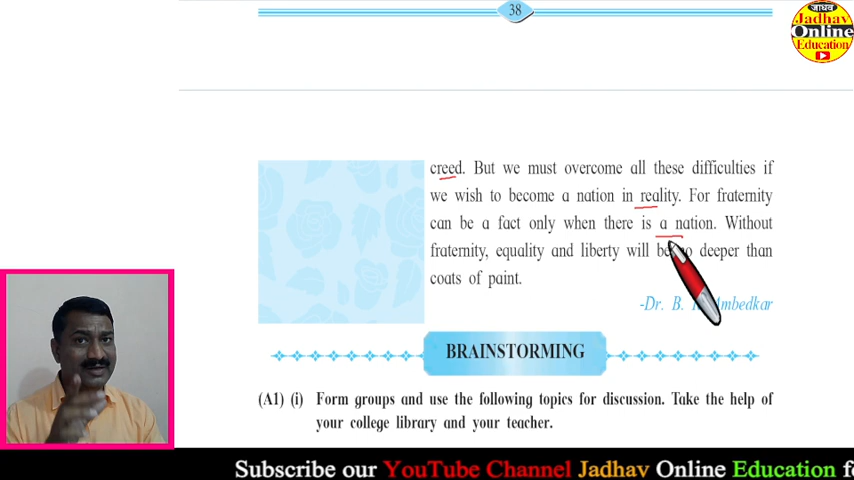 38
जाधव
Jadhav
Online
Education
creed. But we must overcome all these difficulties if
we wish to become a nation in reality. For fraternity
can be a fact only when there is a nation. Without
fraternity, equality and liberty will be no deeper than
coats of paint.
-Dr. B. Ambedkar
BRAINSTORMING
(A1) (i) Form groups and use the following topics for discussion. Take the help of
your college library and your teacher.
Subscribe our YouTube Channel Jadhav Online Education fo